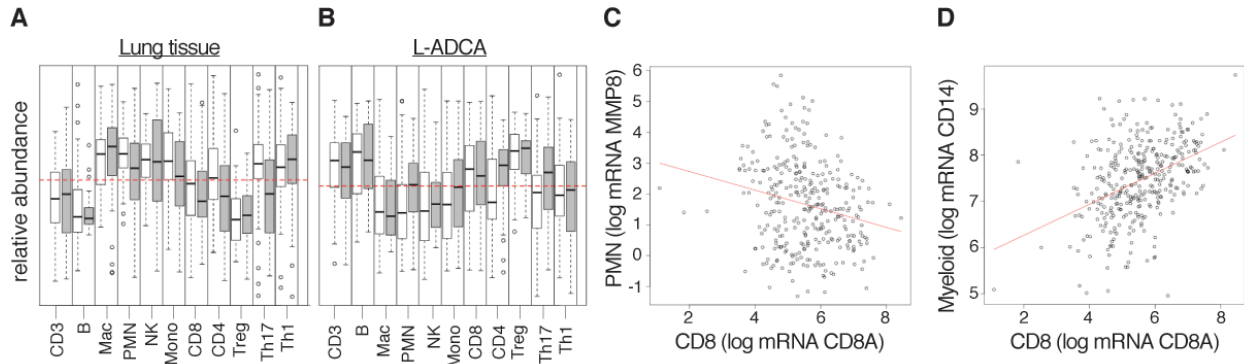 A
Lung tissue
relative abundance
CD3
B
Mac
PMN
NK
Mono
CD8
CD4
Treg
Th17
Th1
B
L-ADCA
CD3
B
Mac
PMN
NK
Mono
CD8
CD4
Treg
Th17
Th1
C
PMN (log mRNA MMP8)
6
5
4
3
2
1
0
-1
2
4
6
8
CD8 (log mRNA CD8A)
D
Myeloid (log mRNA CD14)
9
8
7
6
5
2
4
6
8
CD8 (log mRNA CD8A)